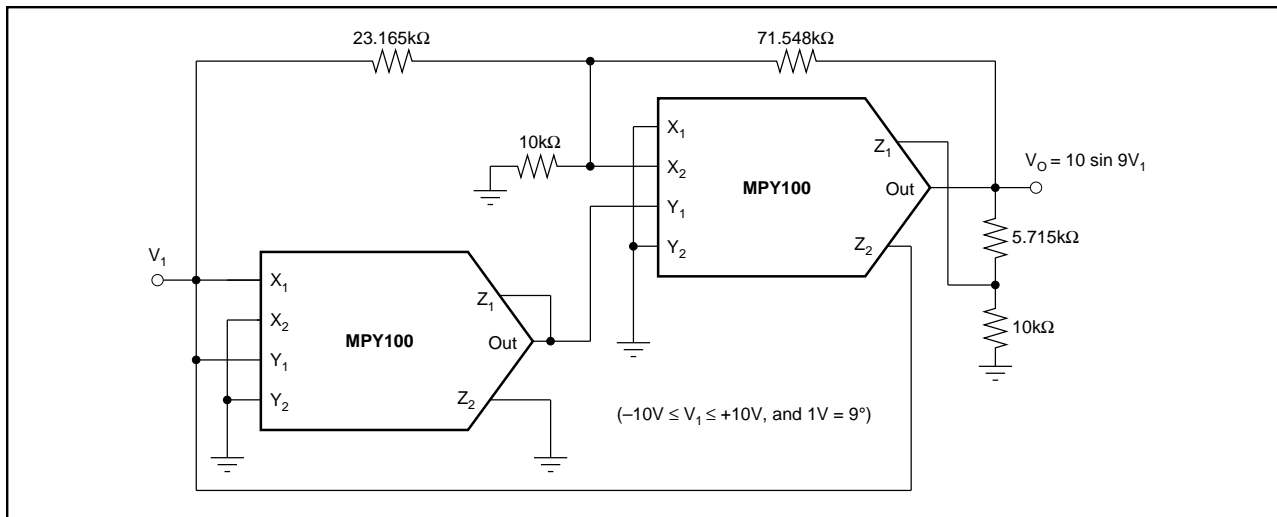 23.165kΩ
71.548kΩ
10kΩ
X₁
X₂
Y₁
Y₂
MPY100
Z₁
Out
Z₂
V_O = 10 sin 9V₁
5.715kΩ
10kΩ
V₁
X₁
X₂
Y₁
Y₂
MPY100
Z₁
Out
Z₂
(–10V ≤ V₁ ≤ +10V, and 1V = 9°)